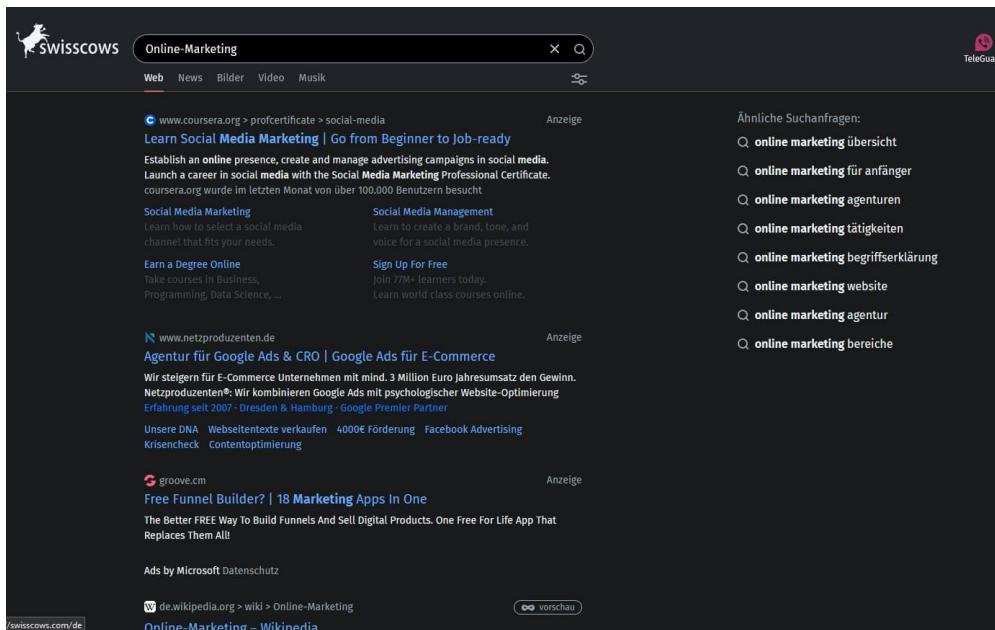 swisscows
Online-Marketing
TeleGua
Web News Bilder Video Musik
www.coursera.org > profcertificate > social-media
Anzeige
Learn Social Media Marketing | Go from Beginner to Job-ready
Establish an online presence, create and manage advertising campaigns in social media.
Launch a career in social media with the Social Media Marketing Professional Certificate.
coursera.org wurde im letzten Monat von über 100.000 Benutzern besucht
Social Media Marketing
Learn how to select a social media
channel that fits your needs.
Social Media Management
Learn to create a brand, tone, and
voice for a social media presence.
Earn a Degree Online
Take courses in Business,
Programming, Data Science, ...
Sign Up For Free
Join 77M+ learners today.
Learn world class courses online.
www.netzproduzenten.de
Anzeige
Agentur für Google Ads & CRO | Google Ads für E-Commerce
Wir steigern für E-Commerce Unternehmen mit mind. 3 Million Euro Jahresumsatz den Gewinn.
Netzproduzenten®: Wir kombinieren Google Ads mit psychologischer Website-Optimierung
Erfahrung seit 2007 · Dresden & Hamburg · Google Premier Partner
Unsere DNA Webseitentexte verkaufen 4000€ Förderung Facebook Advertising
Krisencheck Contentoptimierung
groove.cm
Anzeige
Free Funnel Builder? | 18 Marketing Apps In One
The Better FREE Way To Build Funnels And Sell Digital Products. One Free For Life App That
Replaces Them All!
Ads by Microsoft Datenschutz
de.wikipedia.org > wiki > Online-Marketing
vorschau
Online-Marketing – Wikipedia
Ähnliche Suchanfragen:
online marketing übersicht
online marketing für anfänger
online marketing agenturen
online marketing tätigkeiten
online marketing begriffserklärung
online marketing website
online marketing agentur
online marketing bereiche
/swisscows.com/de